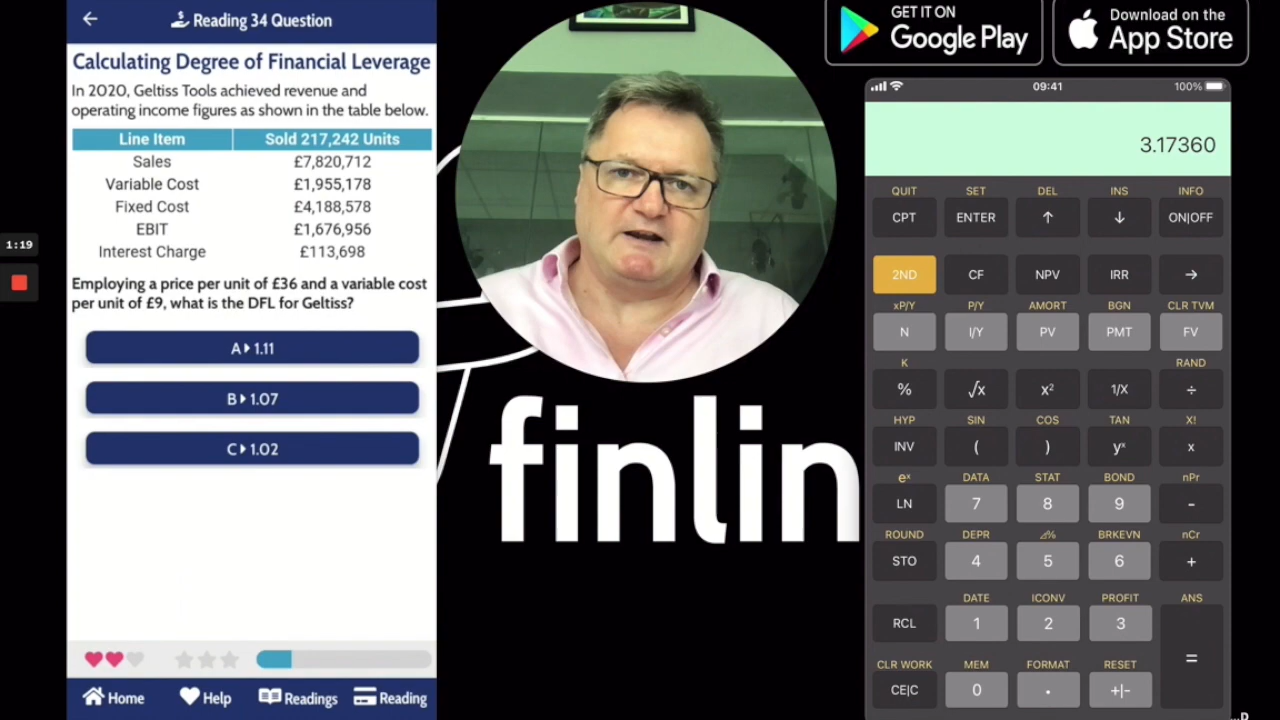 Reading 34 Question
Calculating Degree of Financial Leverage
In 2020, Geltiss Tools achieved revenue and
operating income figures as shown in the table below.
Line Item Sold 217,242 Units
Sales £7,820,712
Variable Cost £1,955,178
Fixed Cost £4,188,578
EBIT £1,676,956
Interest Charge £113,698
Employing a price per unit of £36 and a variable cost
per unit of £9, what is the DFL for Geltiss?
A 1.11
B 1.07
C 1.02
Home Help Readings Reading
1:19
finlin
GET IT ON
Google Play
Download on the
App Store
09:41 100%
3.17360
QUIT SET DEL INS INFO
CPT ENTER ↑ ↓ ON|OFF
2ND CF NPV IRR →
xP/Y P/Y AMORT BGN CLR TVM
N I/Y PV PMT FV
K RAND
% √x x² 1/X ÷
HYP SIN COS TAN X!
INV ( ) yˣ x
eˣ DATA STAT BOND nPr
LN 7 8 9 -
ROUND DEPR ⊿% BRKEVN nCr
STO 4 5 6 +
DATE ICONV PROFIT ANS
RCL 1 2 3 =
CLR WORK MEM FORMAT RESET
CE|C 0 . +|-